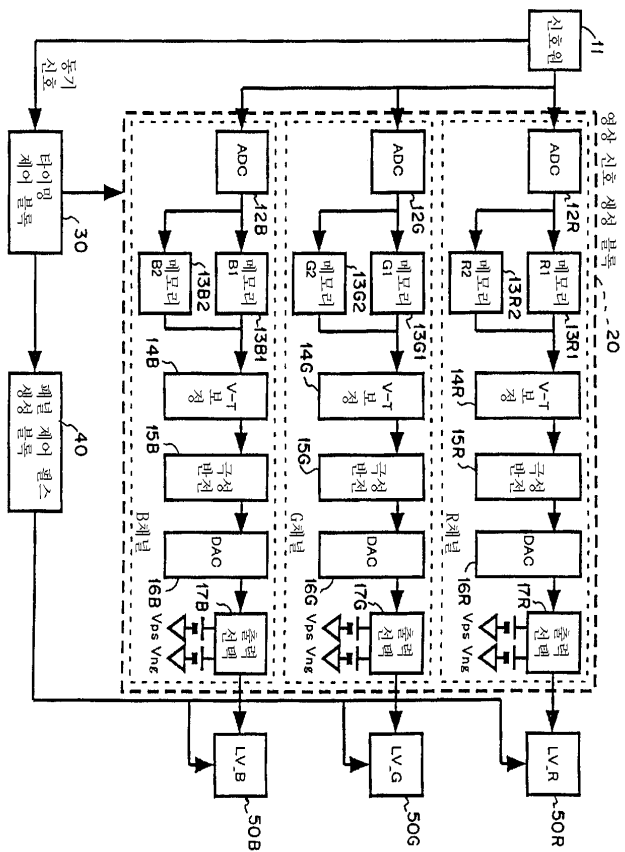 11
신호원
동기
신호
영상 신호 생성 블록
20
ADC
12R
메모리
R1
13R1
메모리
R2
13R2
V-T
보정
14R
극성
반전
15R
DAC
16R
R채널
출력
선택
17R
Vps Vng
LV_R
50R
ADC
12G
메모리
G1
13G1
메모리
G2
13G2
V-T
보정
14G
극성
반전
15G
DAC
16G
G채널
출력
선택
17G
Vps Vng
LV_G
50G
ADC
12B
메모리
B1
13B1
메모리
B2
13B2
V-T
보정
14B
극성
반전
15B
DAC
16B
B채널
출력
선택
17B
Vps Vng
LV_B
50B
타이밍
제어 블록
30
패널 제어 펄스
생성 블록
40